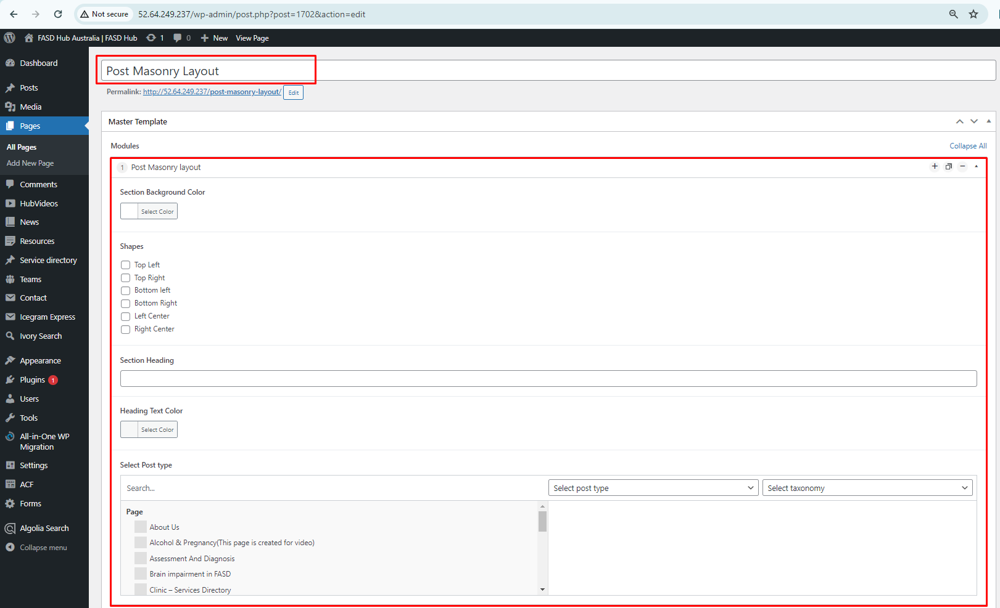 Not secure 52.64.249.237/wp-admin/post.php?post=1702&action=edit
FASD Hub Australia | FASD Hub 1 0 New View Page
Dashboard
Posts
Media
Pages
All Pages
Add New Page
Comments
HubVideos
News
Resources
Service directory
Teams
Contact
Icegram Express
Ivory Search
Appearance
Plugins 1
Users
Tools
All-in-One WP
Migration
Settings
ACF
Forms
Algolia Search
Collapse menu
Post Masonry Layout
Permalink: http://52.64.249.237/post-masonry-layout/ Edit
Master Template
Modules Collapse All
1 Post Masonry layout
Section Background Color
Select Color
Shapes
Top Left
Top Right
Bottom left
Bottom Right
Left Center
Right Center
Section Heading
Heading Text Color
Select Color
Select Post type
Search... Select post type Select taxonomy
Page
About Us
Alcohol & Pregnancy(This page is created for video)
Assessment And Diagnosis
Brain impairment in FASD
Clinic – Services Directory